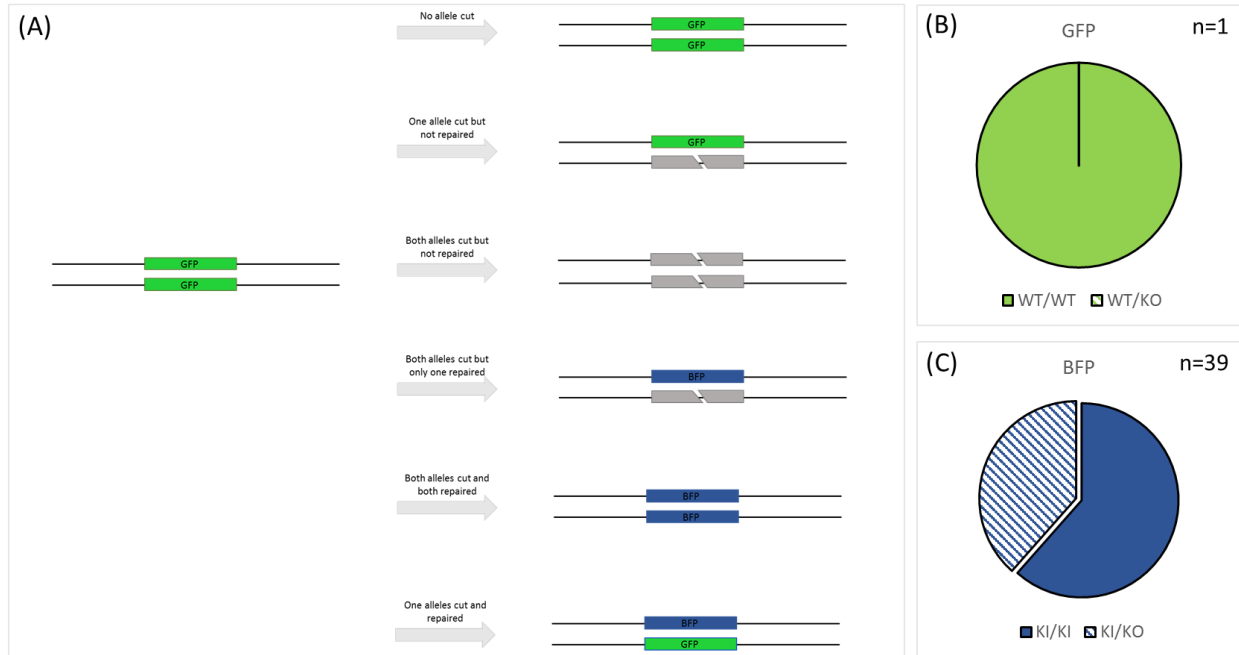 (A)
No allele cut
GFP
GFP
One allele cut but
not repaired
GFP
Both alleles cut but
not repaired
GFP
GFP
Both alleles cut but
only one repaired
BFP
Both alleles cut and
both repaired
BFP
BFP
One alleles cut and
repaired
BFP
GFP
(B)
GFP
n=1
WT/WT WT/KO
(C)
BFP
n=39
KI/KI KI/KO